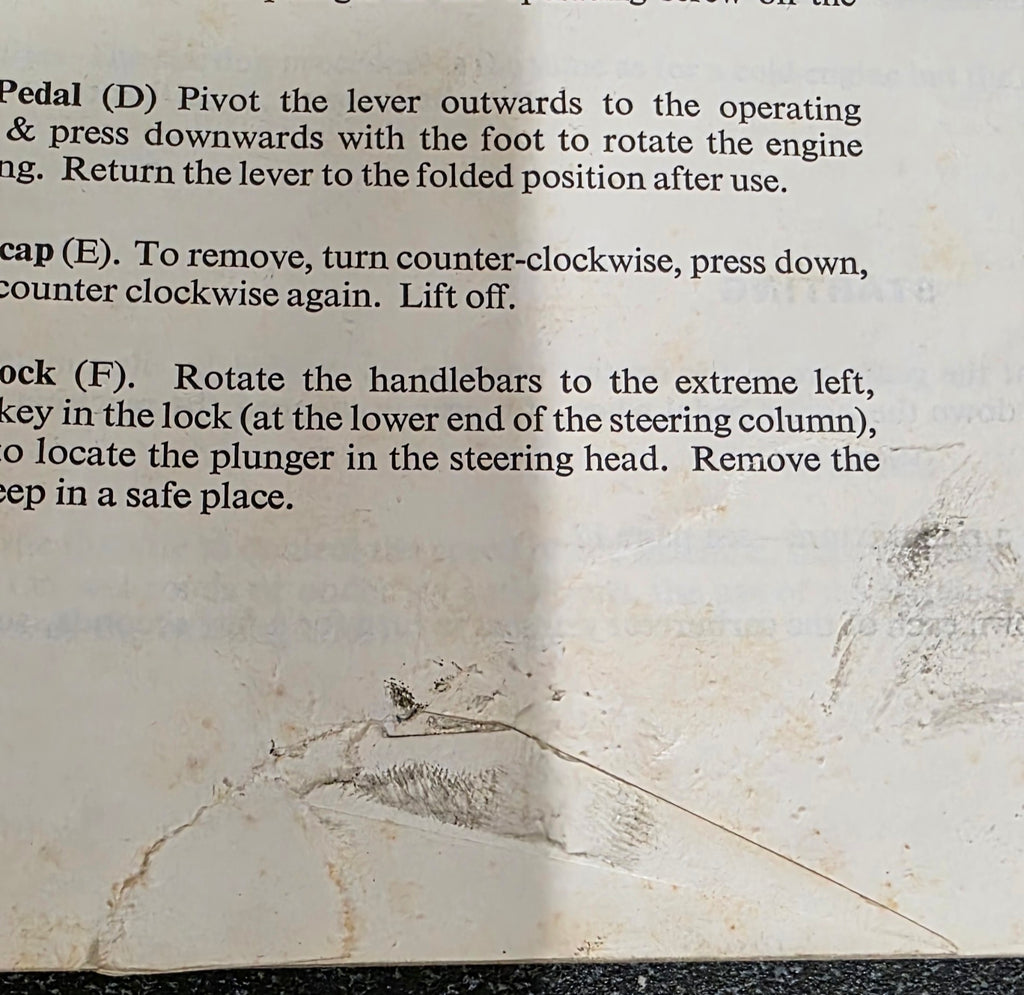 Pedal (D) Pivot the lever outwards to the operating
& press downwards with the foot to rotate the engine
ng. Return the lever to the folded position after use.
cap (E). To remove, turn counter-clockwise, press down,
counter clockwise again. Lift off.
ock (F). Rotate the handlebars to the extreme left,
key in the lock (at the lower end of the steering column),
to locate the plunger in the steering head. Remove the
eep in a safe place.
STARTING